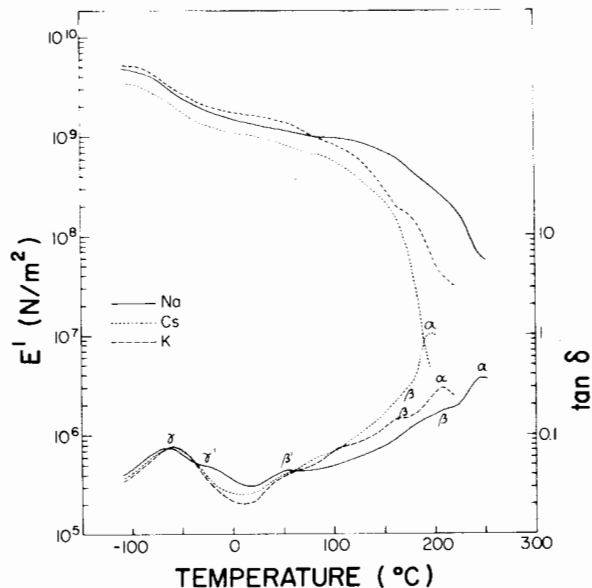 10¹⁰
10⁹
10⁸
10⁷
10⁶
10⁵
E' (N/m²)
10
1
0.1
tan δ
Na
Cs
K
α
α
α
β
β
β
γ
γ'
β'
-100
0
100
200
300
TEMPERATURE (°C)